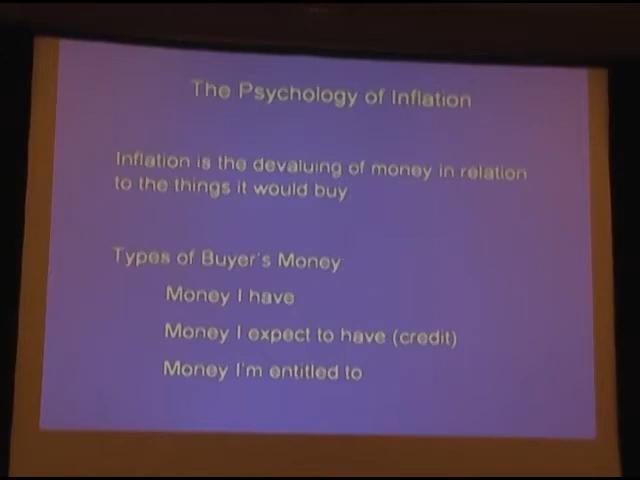 The Psychology of Inflation
Inflation is the devaluing of money in relation
to the things it would buy
Types of Buyer's Money
Money I have
Money I expect to have (credit)
Money I'm entitled to